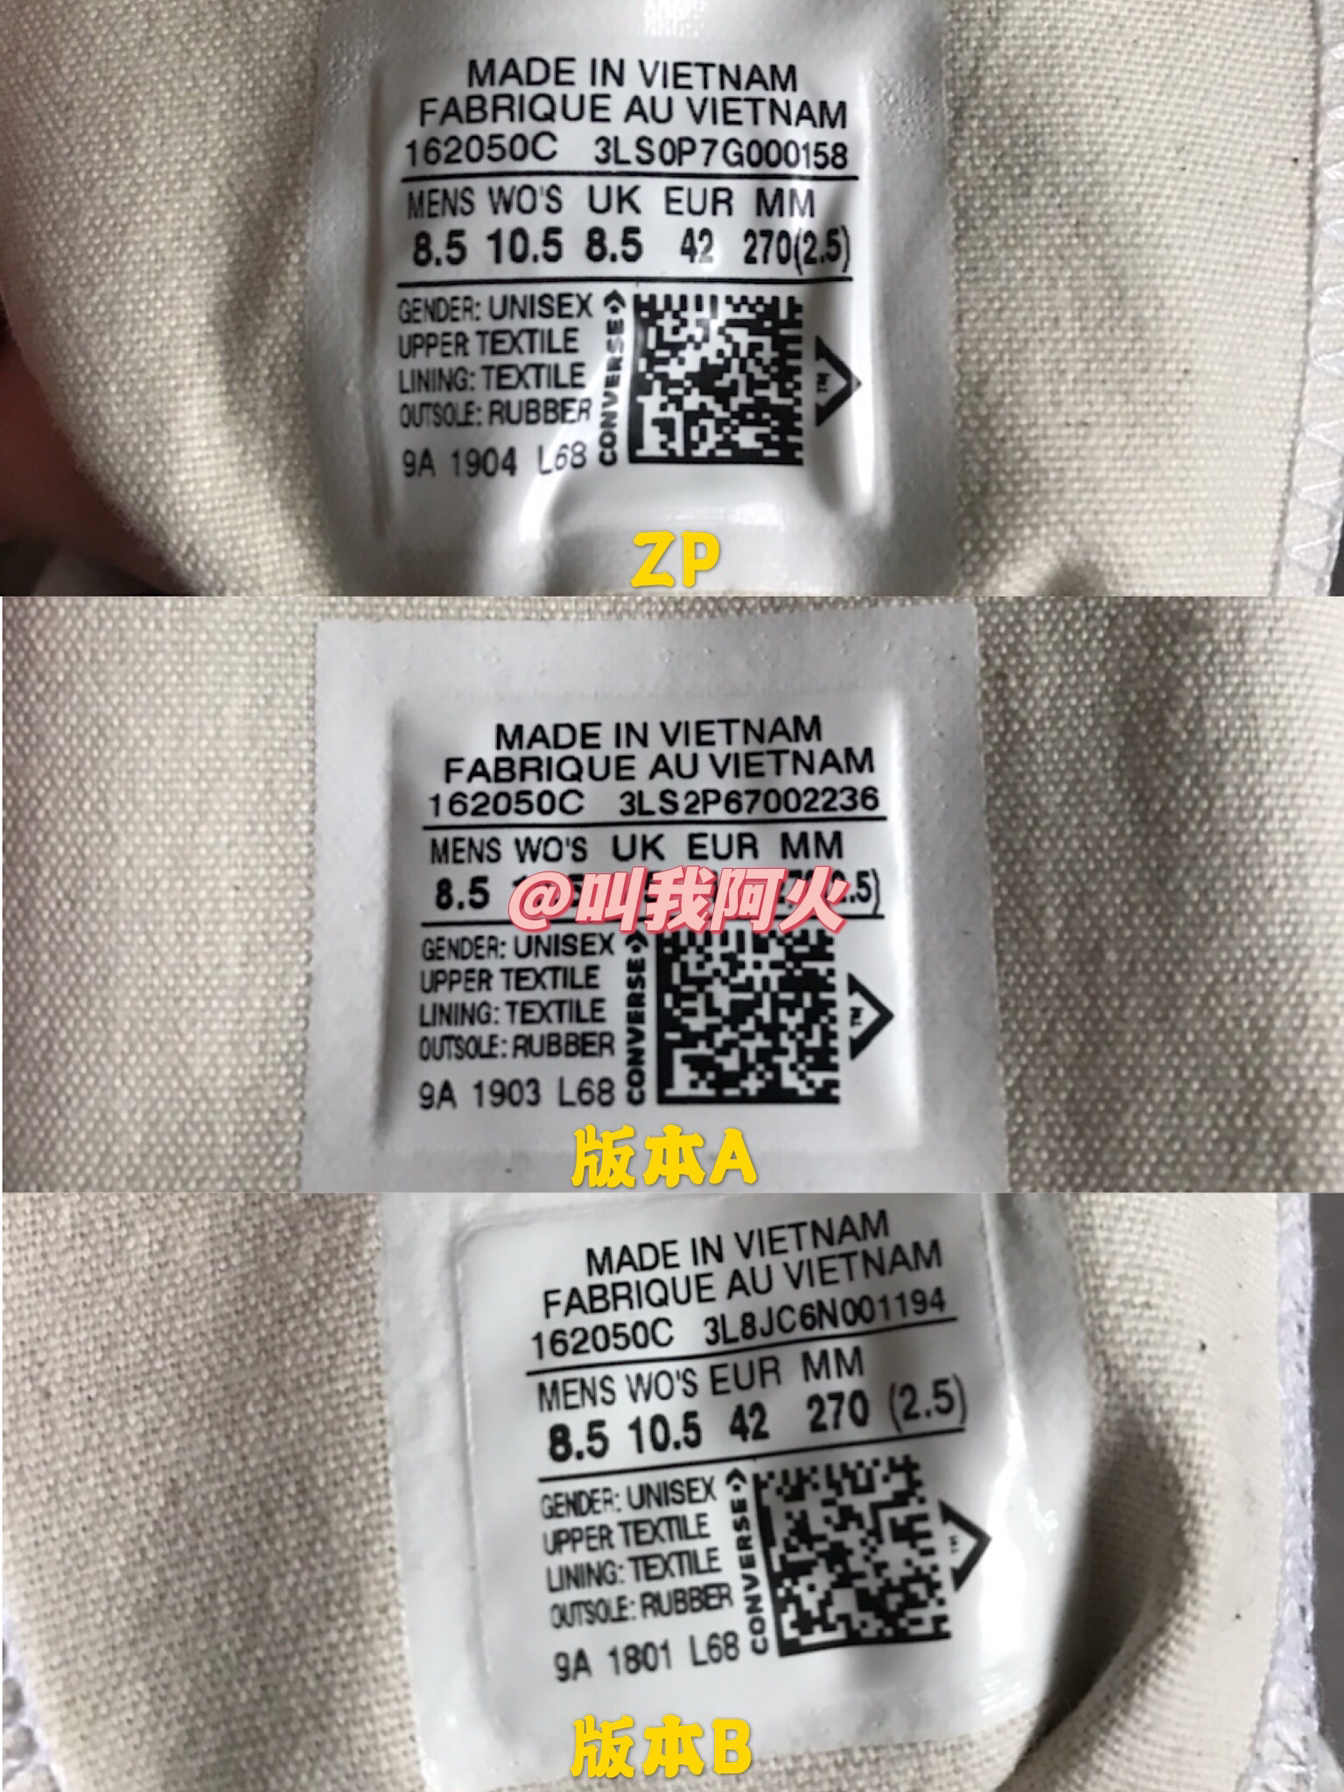 MADE IN VIETNAM
FABRIQUE AU VIETNAM
162050C 3LS0P7G000158
MENS WO'S UK EUR MM
8.5 10.5 8.5 42 270(2.5)
GENDER: UNISEX
UPPER TEXTILE
LINING: TEXTILE
OUTSOLE: RUBBER
9A 1904 L68
CONVERSE
TM
ZP
MADE IN VIETNAM
FABRIQUE AU VIETNAM
162050C 3LS2P67002236
MENS WO'S UK EUR MM
8.5
@叫我阿火
GENDER: UNISEX
UPPER TEXTILE
LINING: TEXTILE
OUTSOLE: RUBBER
9A 1903 L68
CONVERSE
TM
版本A
MADE IN VIETNAM
FABRIQUE AU VIETNAM
162050C 3L8JC6N001194
MENS WO'S EUR MM
8.5 10.5 42 270 (2.5)
GENDER: UNISEX
UPPER TEXTILE
LINING: TEXTILE
OUTSOLE: RUBBER
9A 1801 L68
CONVERSE
TM
版本B